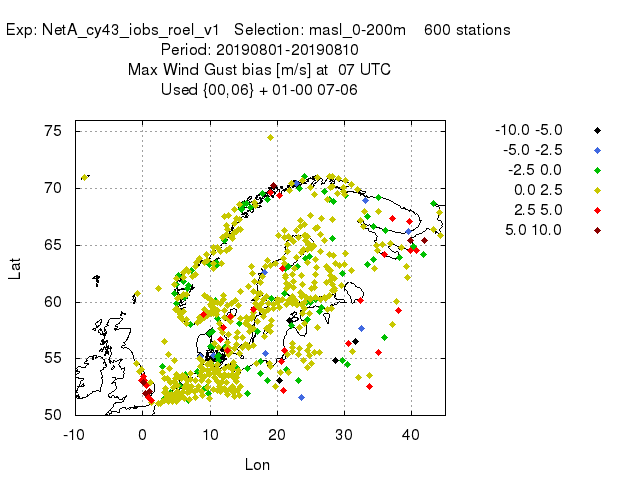 Exp: NetA_cy43_iobs_roel_v1 Selection: masl_0-200m 600 stations
Period: 20190801-20190810
Max Wind Gust bias [m/s] at 07 UTC
Used {00,06} + 01-00 07-06
75
70
65
60
55
50
-10 0 10 20 30 40
Lat
Lon
-10.0 -5.0
-5.0 -2.5
-2.5 0.0
0.0 2.5
2.5 5.0
5.0 10.0